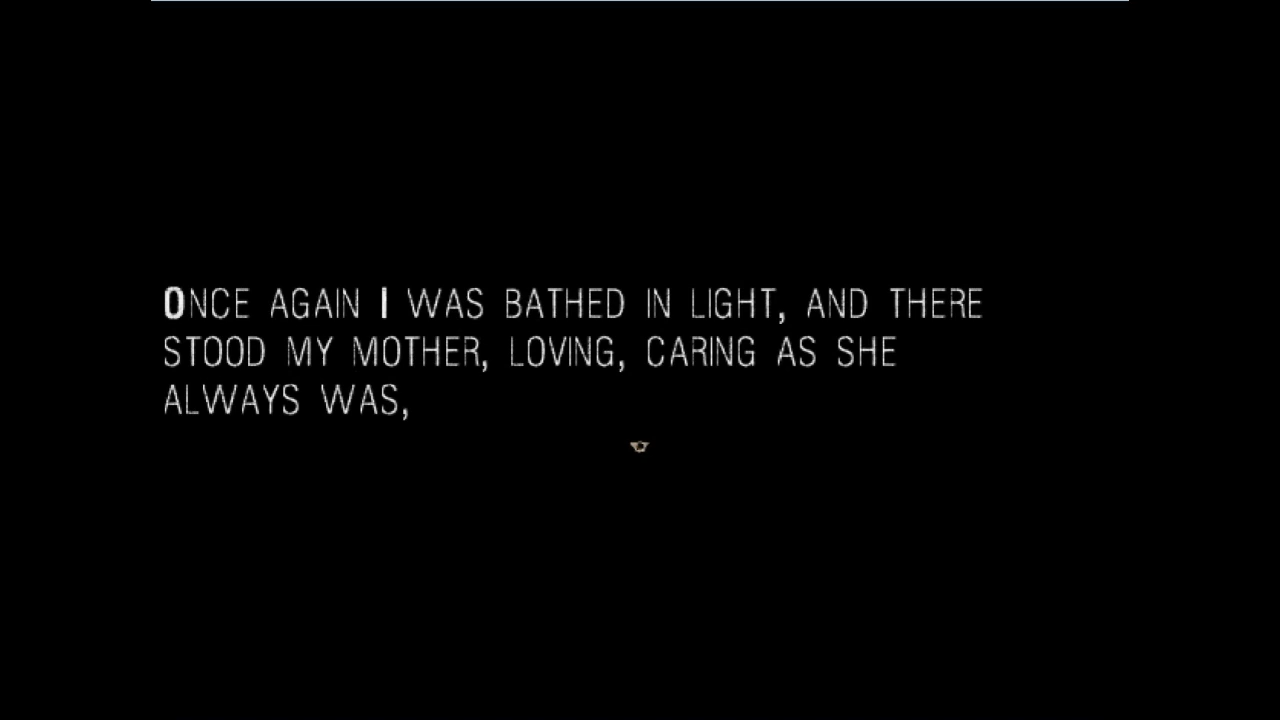 ONCE AGAIN I WAS BATHED IN LIGHT, AND THERE
STOOD MY MOTHER, LOVING, CARING AS SHE
ALWAYS WAS,